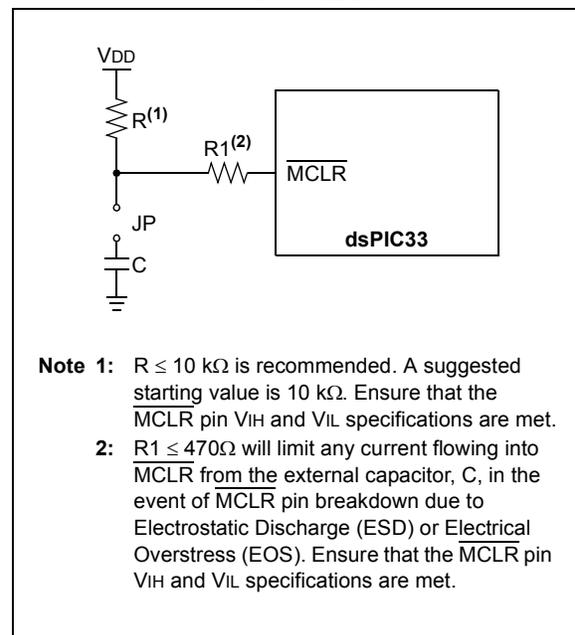 VDD
R(1)
R1(2)
MCLR
JP
dsPIC33
C
Note 1: R ≤ 10 kΩ is recommended. A suggested
starting value is 10 kΩ. Ensure that the
MCLR pin VIH and VIL specifications are met.
2: R1 ≤ 470Ω will limit any current flowing into
MCLR from the external capacitor, C, in the
event of MCLR pin breakdown due to
Electrostatic Discharge (ESD) or Electrical
Overstress (EOS). Ensure that the MCLR pin
VIH and VIL specifications are met.